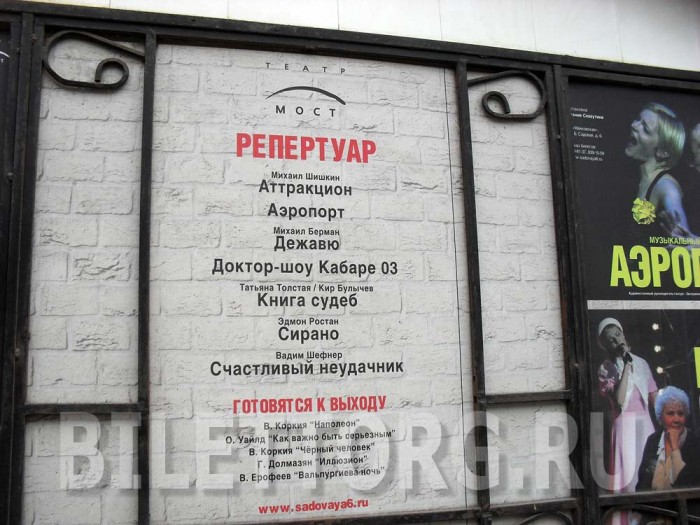 ТЕАТР
МОСТ
РЕПЕРТУАР
Михаил Шишкин
Аттракцион
Аэропорт
Михаил Берман
Дежавю
Доктор-шоу Кабаре 03
Татьяна Толстая / Кир Булычев
Книга судеб
Эдмон Ростан
Сирано
Вадим Шефнер
Счастливый неудачник
ГОТОВЯТСЯ К ВЫХОДУ
В. Коркия "Наполеон"
О. Уайлд "Как важно быть серьезным"
В. Коркия "Чёрный человек"
Г. Долмазян "Иллюзион"
В. Ерофеев "Вальпургиева ночь"
www.sadovaya6.ru
МУЗЫКАЛЬНЫ
АЭРОП
BILETTORG.RU